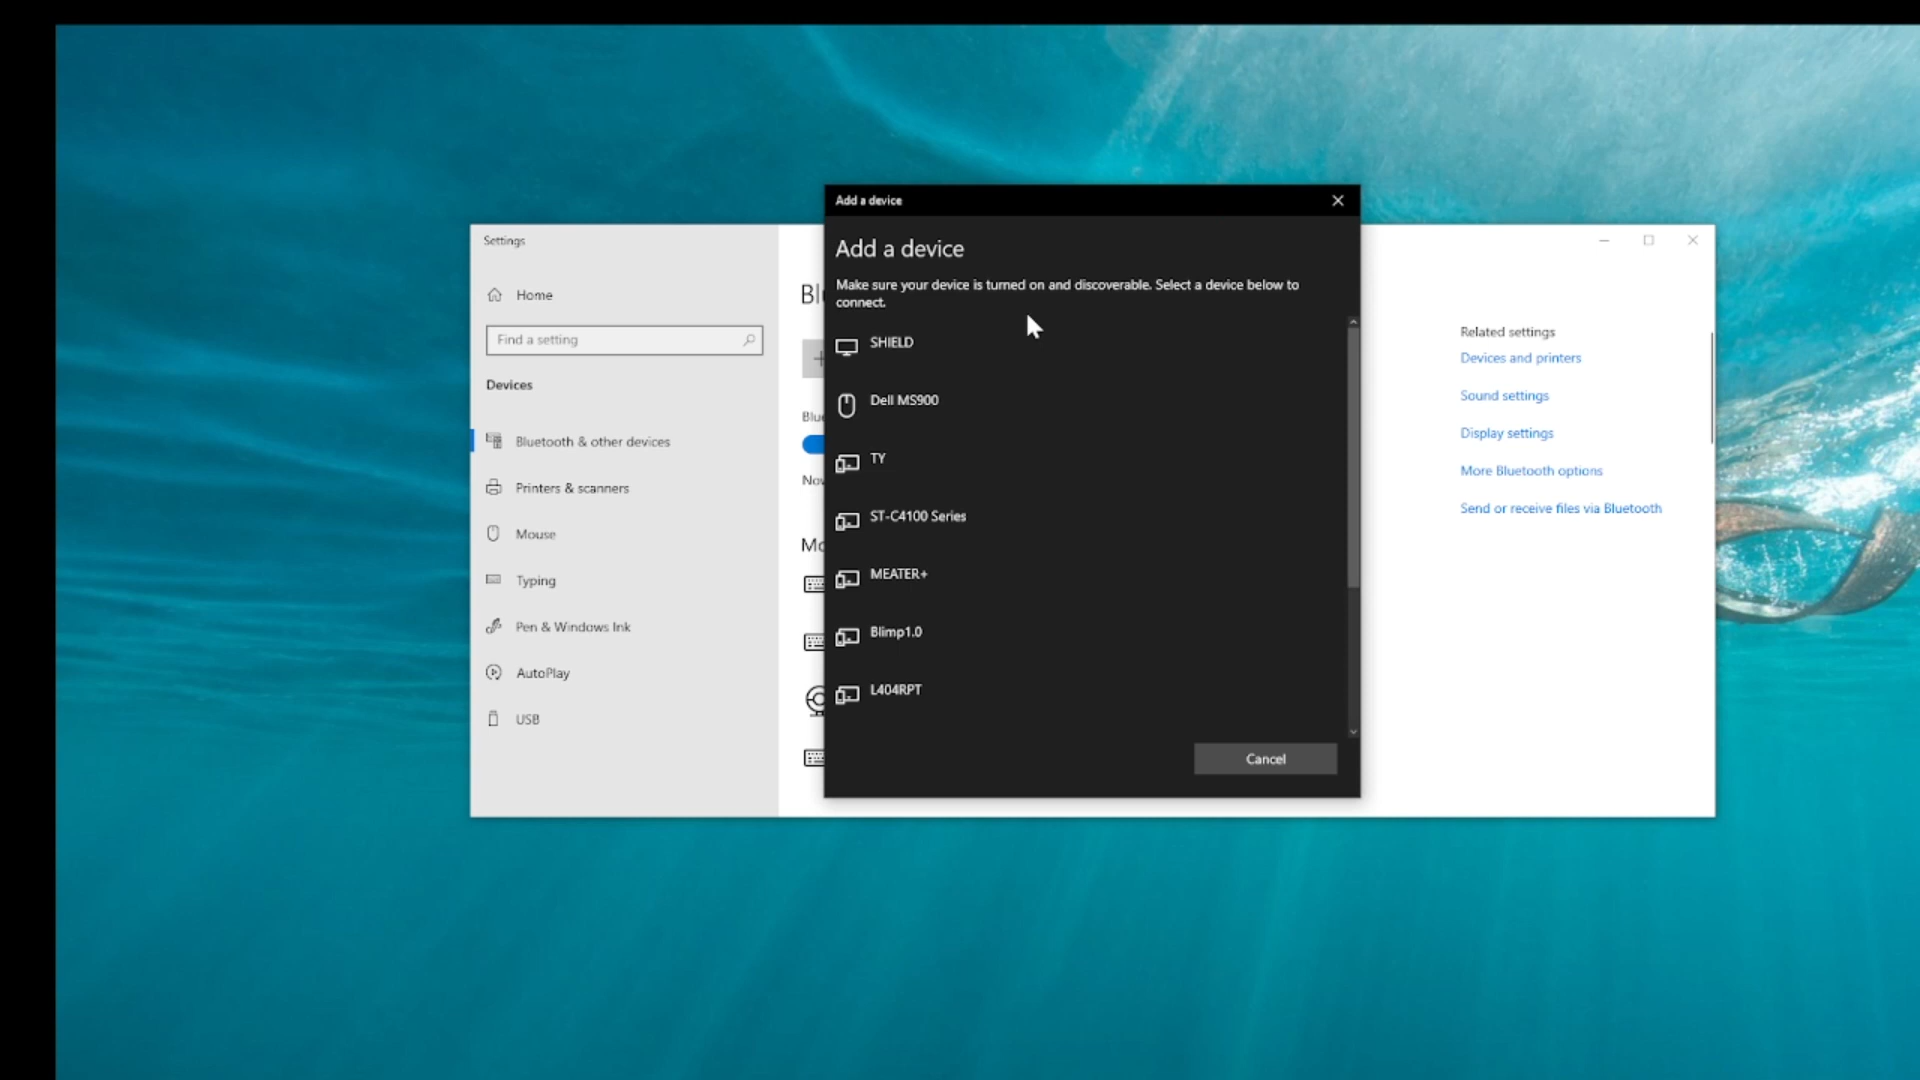 Add a device
Settings
Add a device
Home
Make sure your device is turned on and discoverable. Select a device below to
connect.
Find a setting
SHIELD
Related settings
Devices and printers
Devices
Dell MS900
Sound settings
Display settings
Bluetooth & other devices
TY
More Bluetooth options
Printers & scanners
ST-C4100 Series
Send or receive files via Bluetooth
Mouse
Typing
MEATER+
Pen & Windows Ink
Blimp1.0
AutoPlay
L404RPT
USB
Cancel